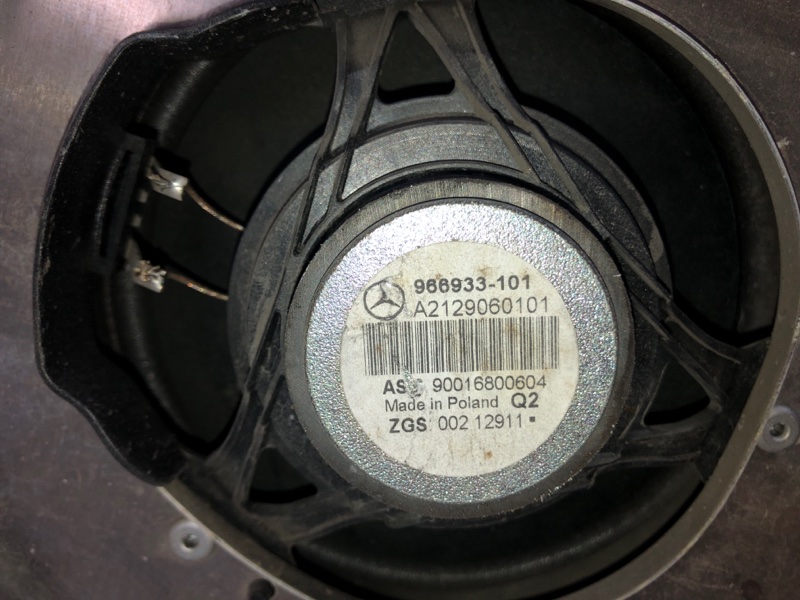 966933-101
A2129060101
90016800604
Made in Poland Q2
ZGS 002 12911